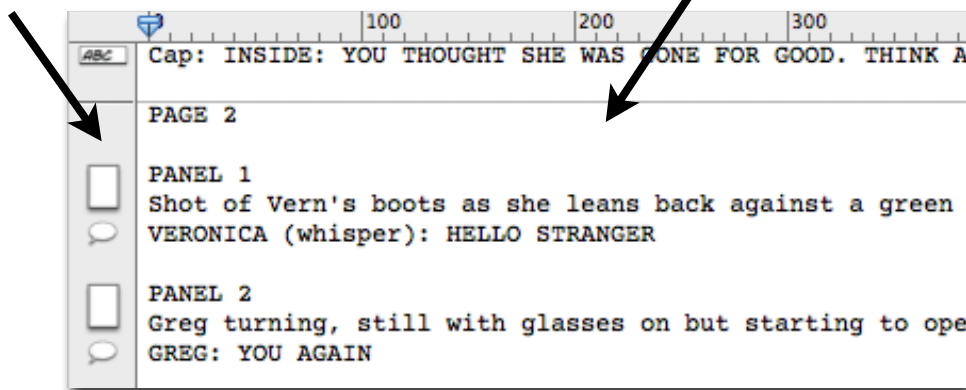 100 200 300
ABC Cap: INSIDE: YOU THOUGHT SHE WAS GONE FOR GOOD. THINK A
PAGE 2
PANEL 1
Shot of Vern's boots as she leans back against a green
VERONICA (whisper): HELLO STRANGER
PANEL 2
Greg turning, still with glasses on but starting to ope
GREG: YOU AGAIN